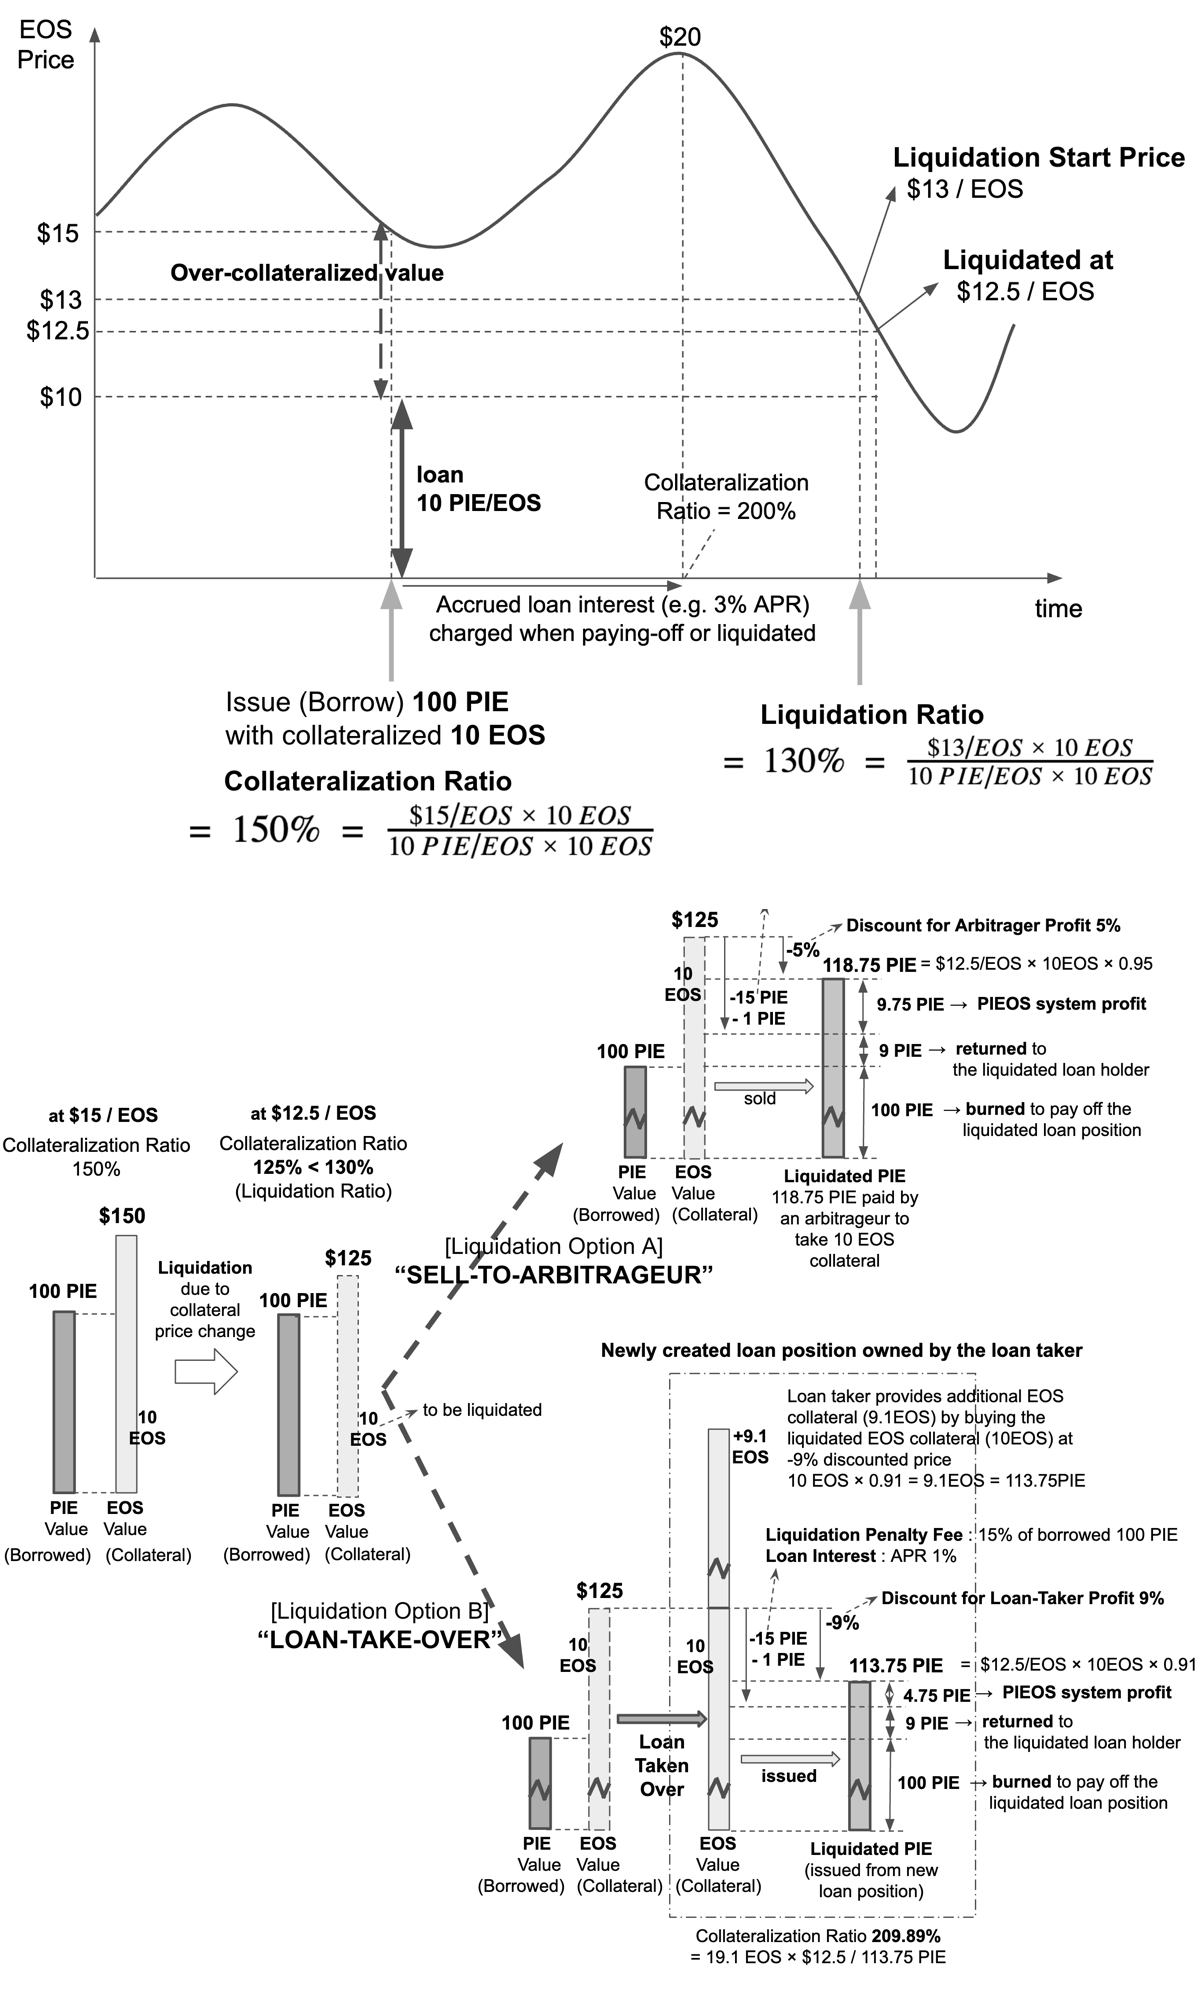 EOS
Price
$20
Liquidation Start Price
$13 / EOS
$15
Liquidated at
$12.5 / EOS
Over-collateralized value
$13
$12.5
$10
loan
10 PIE/EOS
Collateralization
Ratio = 200%
Accrued loan interest (e.g. 3% APR)
charged when paying-off or liquidated
time
Issue (Borrow) 100 PIE
with collateralized 10 EOS
Collateralization Ratio
= 150% = $15/EOS × 10 EOS
10 PIE/EOS × 10 EOS
Liquidation Ratio
= 130% = $13/EOS × 10 EOS
10 PIE/EOS × 10 EOS
$125
Discount for Arbitrager Profit 5%
-5%
118.75 PIE = $12.5/EOS × 10EOS × 0.95
10
EOS
-15 PIE
- 1 PIE
9.75 PIE → PIEOS system profit
100 PIE
9 PIE → returned to
the liquidated loan holder
sold
100 PIE → burned to pay off the
liquidated loan position
PIE
Value
(Borrowed)
EOS
Value
(Collateral)
Liquidated PIE
118.75 PIE paid by
an arbitrageur to
take 10 EOS
collateral
at $15 / EOS
Collateralization Ratio
150%
at $12.5 / EOS
Collateralization Ratio
125% < 130%
(Liquidation Ratio)
$150
100 PIE
10
EOS
PIE
Value
(Borrowed)
EOS
Value
(Collateral)
Liquidation
due to
collateral
price change
$125
100 PIE
10
EOS
to be liquidated
PIE
Value
(Borrowed)
EOS
Value
(Collateral)
[Liquidation Option A]
“SELL-TO-ARBITRAGEUR”
[Liquidation Option B]
“LOAN-TAKE-OVER”
Newly created loan position owned by the loan taker
Loan taker provides additional EOS
collateral (9.1EOS) by buying the
liquidated EOS collateral (10EOS) at
-9% discounted price
10 EOS × 0.91 = 9.1EOS = 113.75PIE
+9.1
EOS
Liquidation Penalty Fee : 15% of borrowed 100 PIE
Loan Interest : APR 1%
$125
Discount for Loan-Taker Profit 9%
-9%
10
EOS
10
EOS
-15 PIE
- 1 PIE
113.75 PIE = $12.5/EOS × 10EOS × 0.91
4.75 PIE → PIEOS system profit
100 PIE
9 PIE → returned to
the liquidated loan holder
Loan
Taken
Over
issued
100 PIE → burned to pay off the
liquidated loan position
PIE
Value
(Borrowed)
EOS
Value
(Collateral)
EOS
Value
(Collateral)
Liquidated PIE
(issued from new
loan position)
Collateralization Ratio 209.89%
= 19.1 EOS × $12.5 / 113.75 PIE